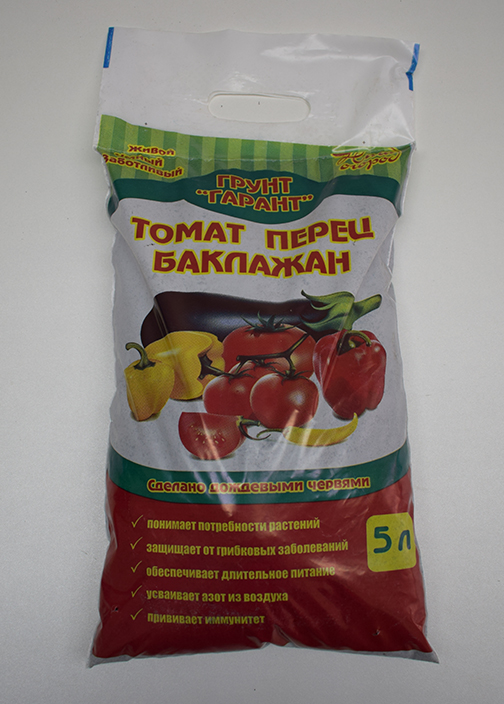 Живой
Заботливый
ГРУНТ
"ГАРАНТ"
ТОМАТ ПЕРЕЦ
БАКЛАЖАН
Сделано дождевыми червями
✓ понимает потребности растений
✓ защищает от грибковых заболеваний
✓ обеспечивает длительное питание
✓ усваивает азот из воздуха
✓ прививает иммунитет
5 л